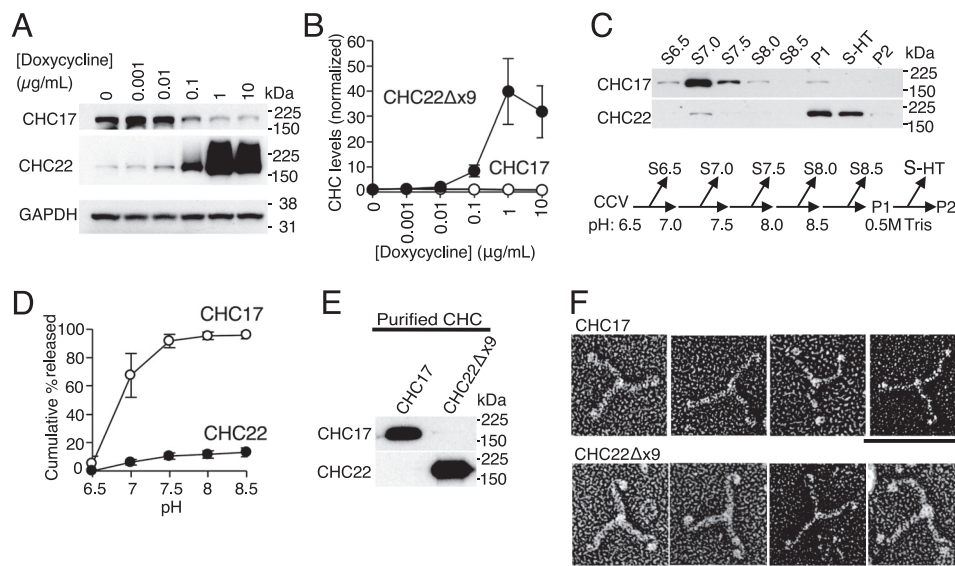 A
[Doxycycline]
(µg/mL)
0
0.001
0.01
0.1
1
10
kDa
CHC17
-225
-150
CHC22
-225
-150
GAPDH
- 38
- 31
B
CHC levels (normalized)
60
50
40
30
20
10
0
CHC22Δx9
CHC17
0
0.001
0.01
0.1
1
10
[Doxycycline] (µg/mL)
C
S6.5
S7.0
S7.5
S8.0
S8.5
P1
S-HT
P2
kDa
CHC17
-225
-150
CHC22
-225
-150
S6.5 S7.0 S7.5 S8.0 S8.5 S-HT
CCV P1 P2
pH: 6.5 7.0 7.5 8.0 8.5 0.5M Tris
D
Cumulative % released
100
80
60
40
20
0
CHC17
CHC22
6.5 7 7.5 8 8.5
pH
E
Purified CHC
CHC17
CHC22Δx9
kDa
CHC17
-225
-150
CHC22
-225
-150
F
CHC17
CHC22Δx9